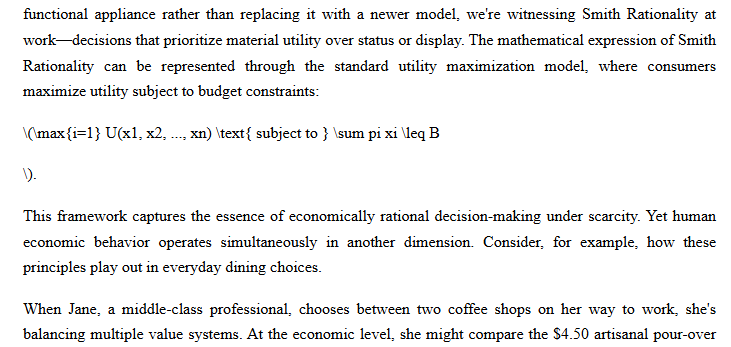 functional appliance rather than replacing it with a newer model, we're witnessing Smith Rationality at
work—decisions that prioritize material utility over status or display. The mathematical expression of Smith
Rationality can be represented through the standard utility maximization model, where consumers
maximize utility subject to budget constraints:
\(\max{i=1} U(x1, x2, ..., xn) \text{ subject to } \sum pi xi \leq B
\).
This framework captures the essence of economically rational decision-making under scarcity. Yet human
economic behavior operates simultaneously in another dimension. Consider, for example, how these
principles play out in everyday dining choices.
When Jane, a middle-class professional, chooses between two coffee shops on her way to work, she's
balancing multiple value systems. At the economic level, she might compare the $4.50 artisanal pour-over